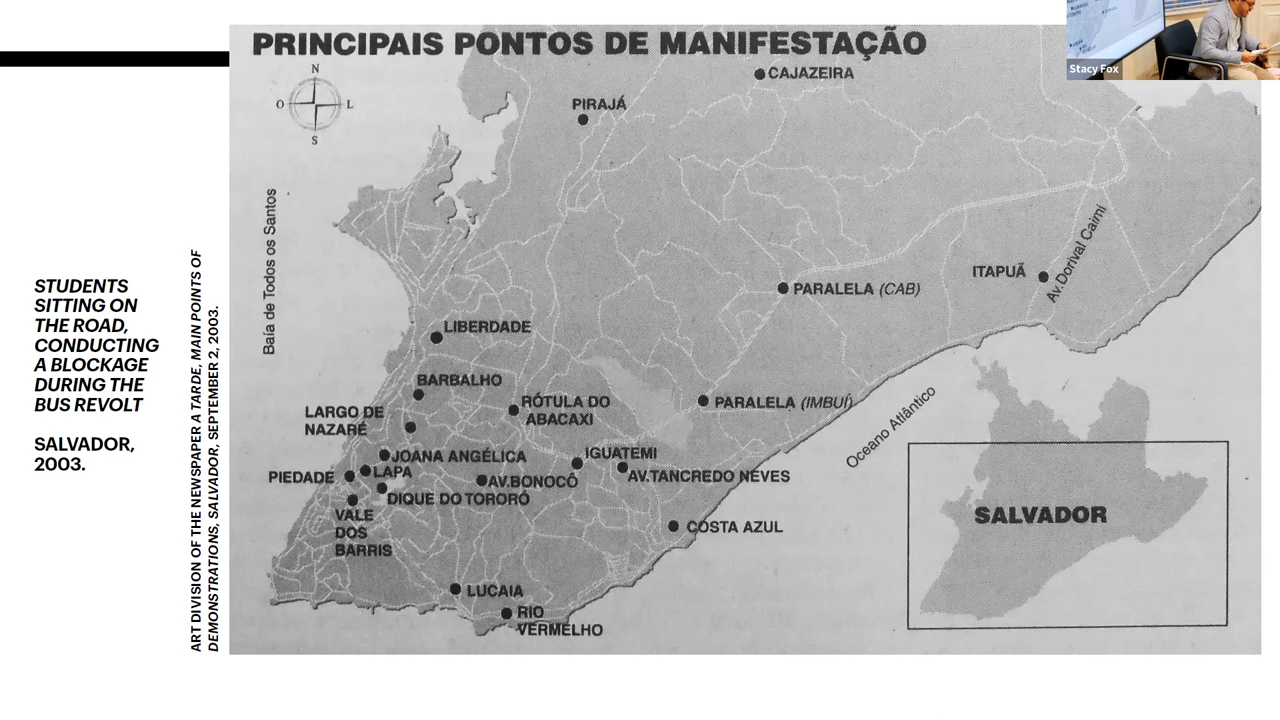 STUDENTS
SITTING ON
THE ROAD,
CONDUCTING
A BLOCKAGE
DURING THE
BUS REVOLT
SALVADOR,
2003.
ART DIVISION OF THE NEWSPAPER A TARDE, MAIN POINTS OF
DEMONSTRATIONS, SALVADOR, SEPTEMBER 2, 2003.
PRINCIPAIS PONTOS DE MANIFESTAÇÃO
N
O
L
S
CAJAZEIRA
PIRAJÁ
Baía de Todos os Santos
ITAPUÃ
Av.Dorival Caimi
PARALELA (CAB)
LIBERDADE
BARBALHO
RÓTULA DO
ABACAXI
PARALELA (IMBUÍ)
LARGO DE
NAZARÉ
Oceano Atlântico
JOANA ANGÉLICA
IGUATEMI
PIEDADE
LAPA
AV.BONOCÔ
AV.TANCREDO NEVES
DIQUE DO TORORÓ
VALE
DOS
BARRIS
COSTA AZUL
SALVADOR
LUCAIA
RIO
VERMELHO
Stacy Fox